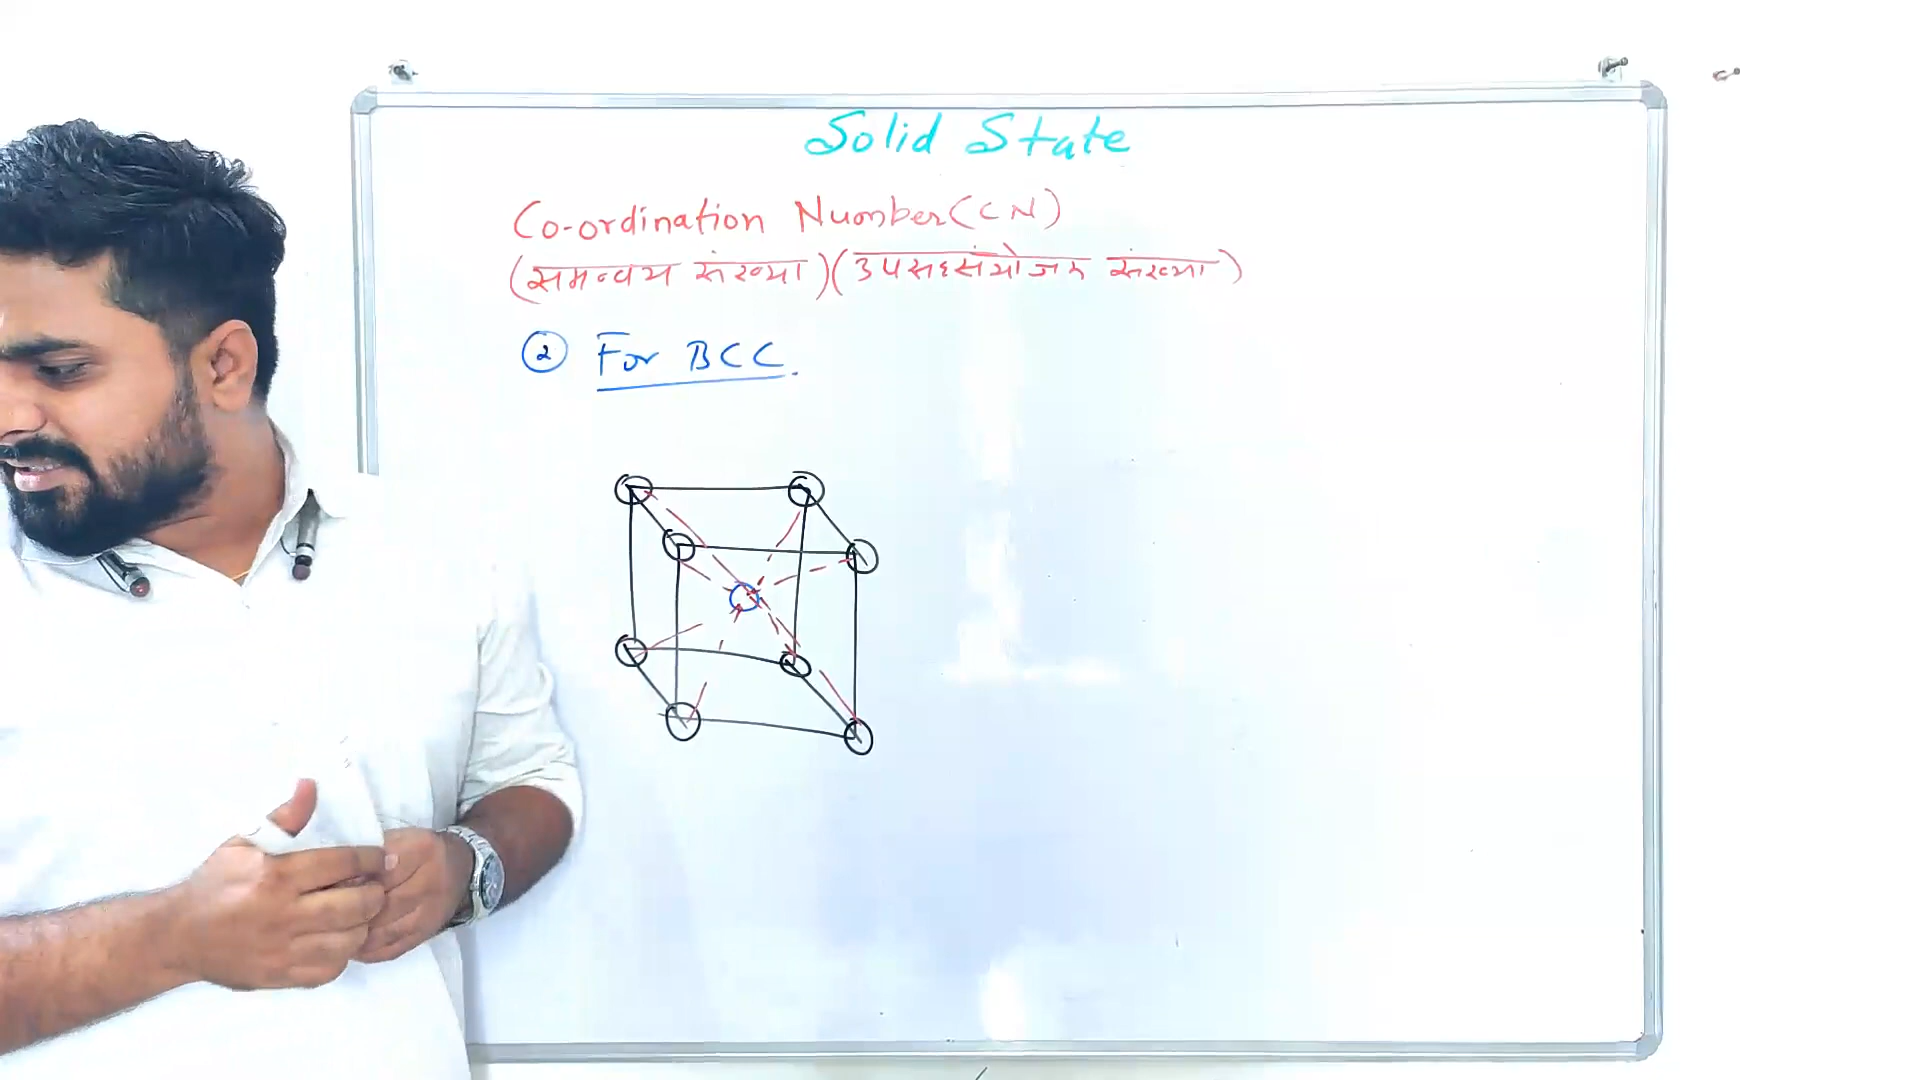 Solid State
Co-ordination Number (CN)
(समन्वय संख्या) (उपसहसंयोजन संख्या)
② For BCC.